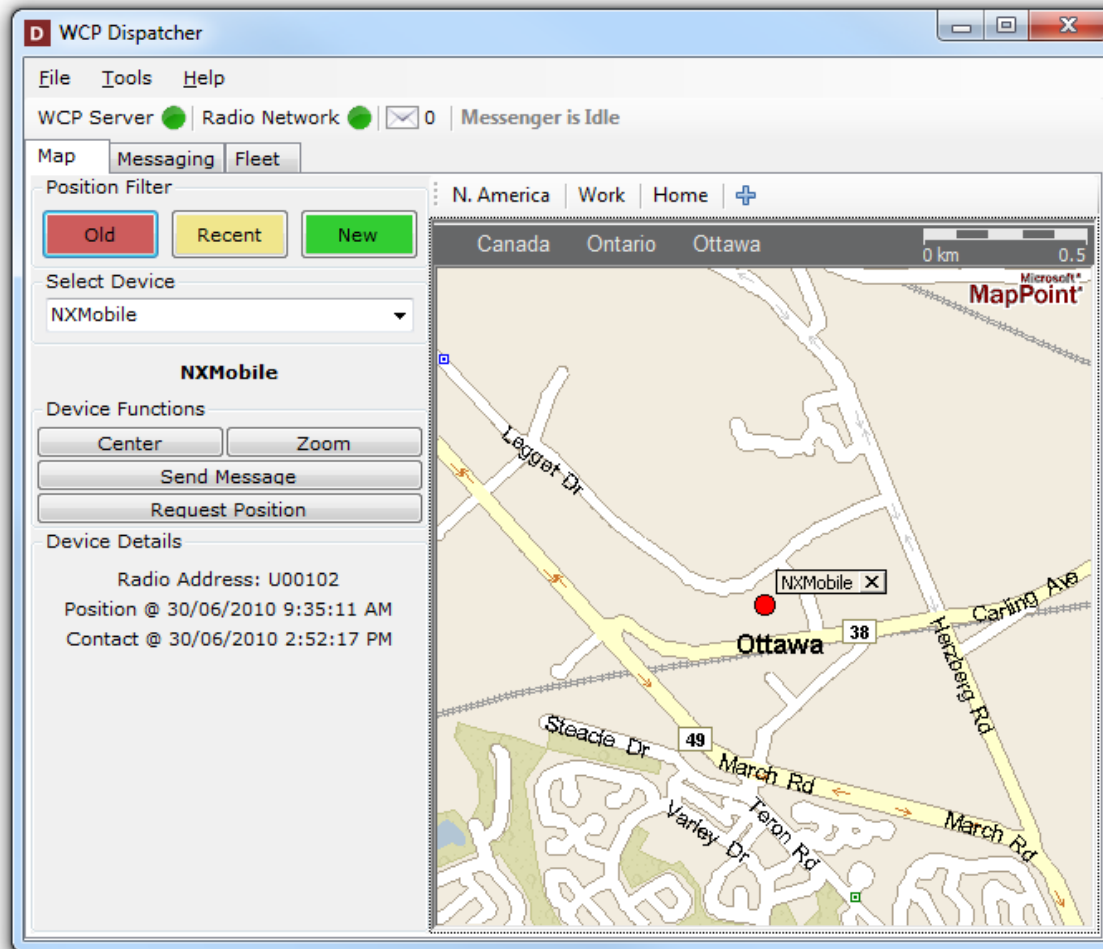 D WCP Dispatcher
File Tools Help
WCP Server Radio Network 0 Messenger is Idle
Map Messaging Fleet
Position Filter
Old Recent New
Select Device
NXMobile
NXMobile
Device Functions
Center Zoom
Send Message
Request Position
Device Details
Radio Address: U00102
Position @ 30/06/2010 9:35:11 AM
Contact @ 30/06/2010 2:52:17 PM
N. America Work Home
Canada Ontario Ottawa
0 km 0.5
Microsoft®
MapPoint®
Legget Dr
NXMobile X
Carling Ave
38
Ottawa
Herzberg Rd
Steacie Dr
49
March Rd
Varley Dr
Teron Rd
March Rd